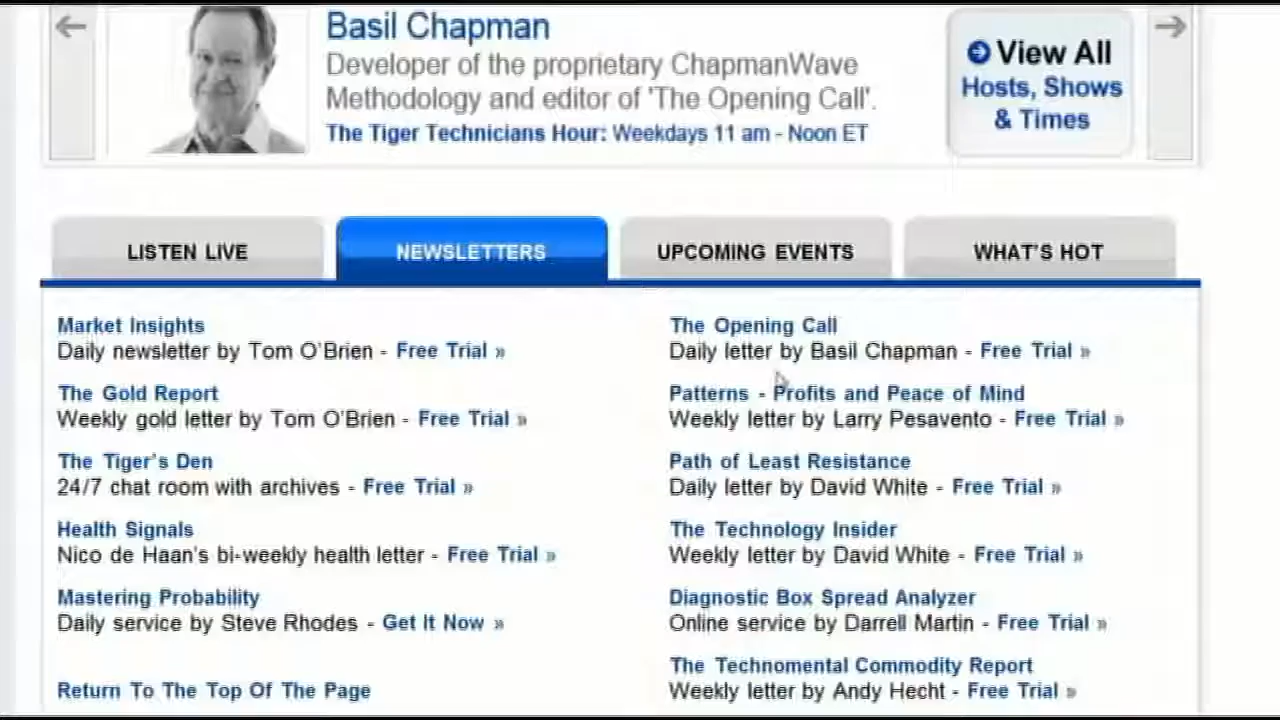 Basil Chapman
Developer of the proprietary ChapmanWave
Methodology and editor of 'The Opening Call'.
The Tiger Technicians Hour: Weekdays 11 am - Noon ET
View All
Hosts, Shows
& Times
LISTEN LIVE
NEWSLETTERS
UPCOMING EVENTS
WHAT'S HOT
Market Insights
Daily newsletter by Tom O'Brien - Free Trial »
The Gold Report
Weekly gold letter by Tom O'Brien - Free Trial »
The Tiger's Den
24/7 chat room with archives - Free Trial »
Health Signals
Nico de Haan's bi-weekly health letter - Free Trial »
Mastering Probability
Daily service by Steve Rhodes - Get It Now »
Return To The Top Of The Page
The Opening Call
Daily letter by Basil Chapman - Free Trial »
Patterns - Profits and Peace of Mind
Weekly letter by Larry Pesavento - Free Trial »
Path of Least Resistance
Daily letter by David White - Free Trial »
The Technology Insider
Weekly letter by David White - Free Trial »
Diagnostic Box Spread Analyzer
Online service by Darrell Martin - Free Trial »
The Technomental Commodity Report
Weekly letter by Andy Hecht - Free Trial »